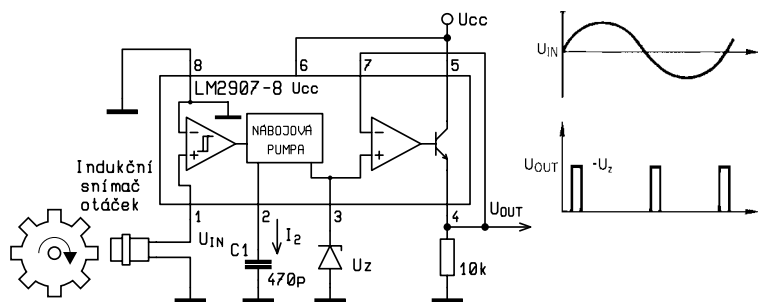 Ucc
8
6
7
5
LM2907-8 Ucc
NÁBOJOVÁ
PUMPA
-
+
-
+
Indukční
snímač
otáček
1
2
3
4
UIN
C1
I2
470p
Uz
UOUT
10k
UIN
UOUT
-Uz